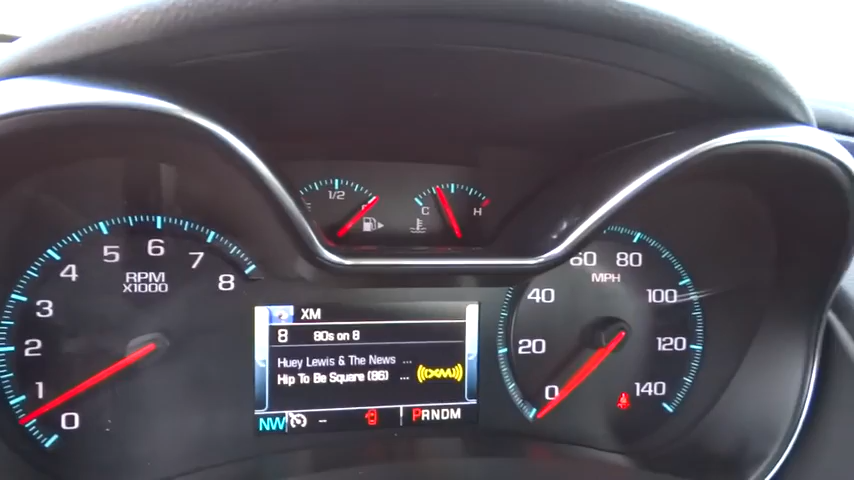 1/2
C H
5 6 7
4 8
3
2
1
0
RPM
X1000
XM
8 80s on 8
Huey Lewis & The News ...
Hip To Be Square (86) ...
((XM))
NW - PRNDM
60 80
MPH
40 100
20 120
0 140